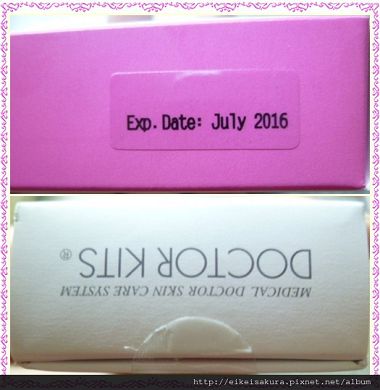 Exp.Date: July 2016
DOCTOR KITS®
MEDICAL DOCTOR SKIN CARE SYSTEM
http://eikeisakura.pixnet.net/album